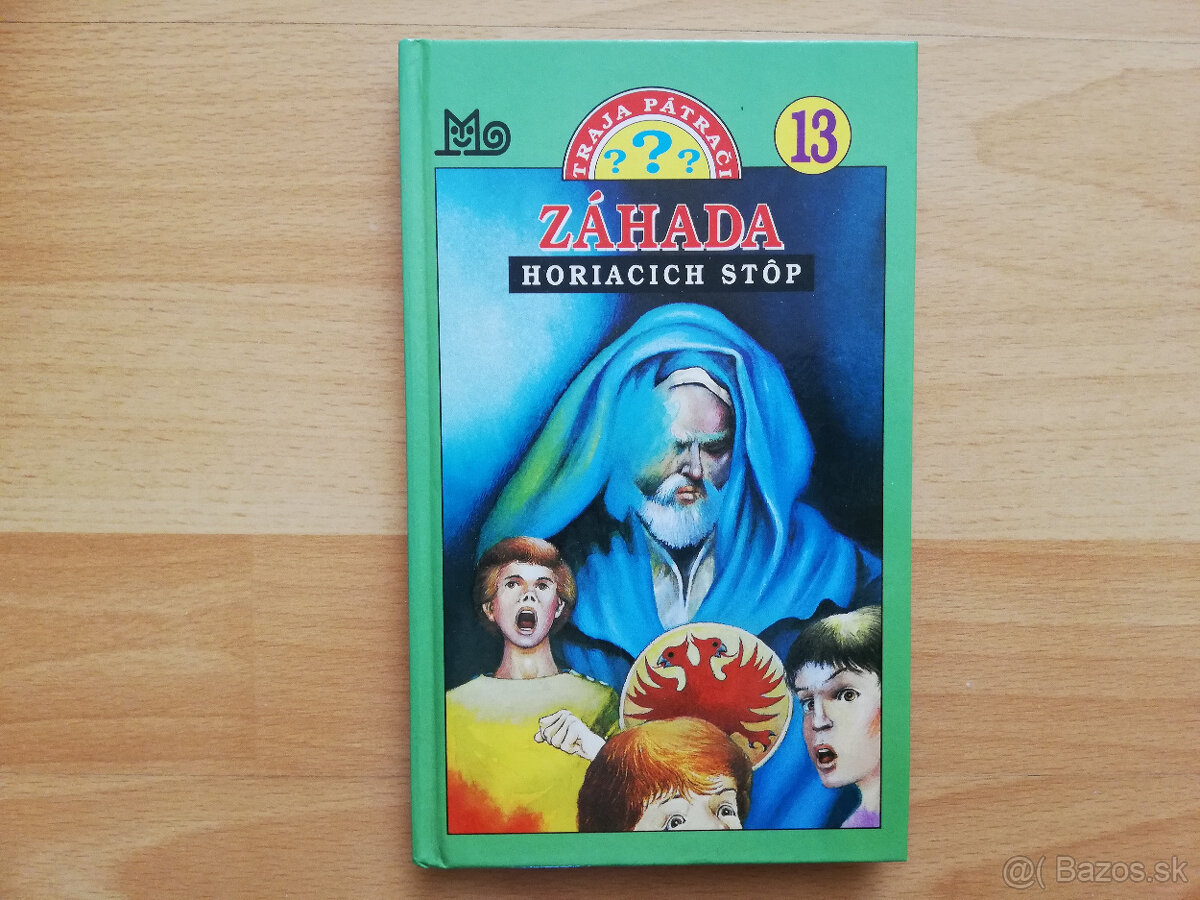 Mo
TRAJA PÁTRAČI
? ? ?
13
ZÁHADA
HORIACICH STÔP
@( Bazos.sk